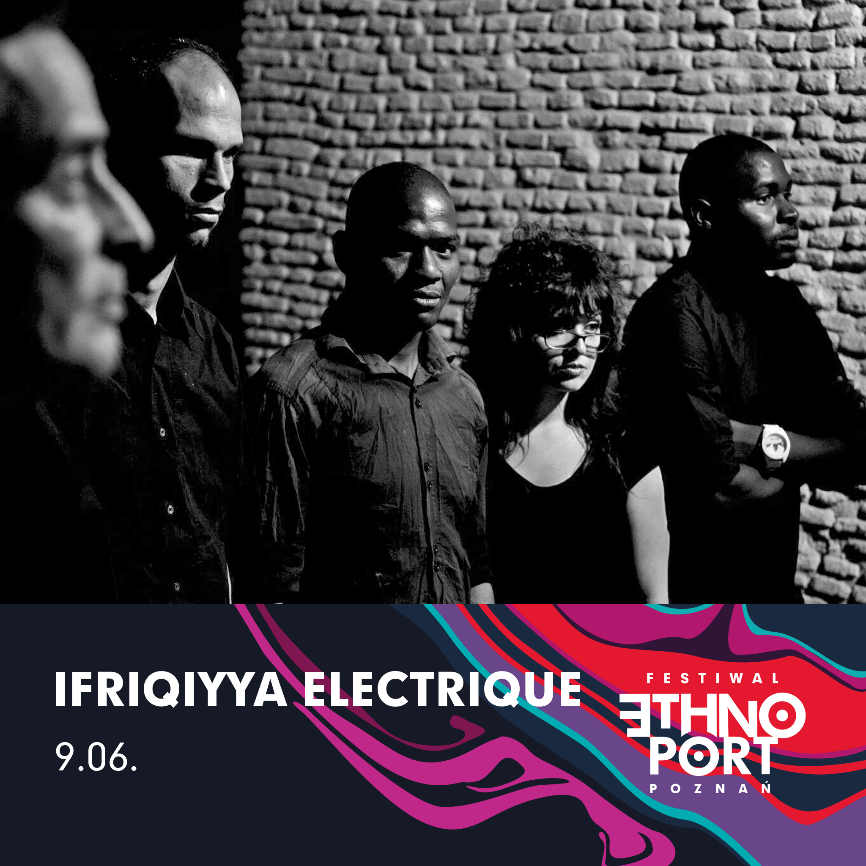 IFRIQIYYA ELECTRIQUE
9.06.
FESTIWAL
ETHNO
PORT
POZNAŃ